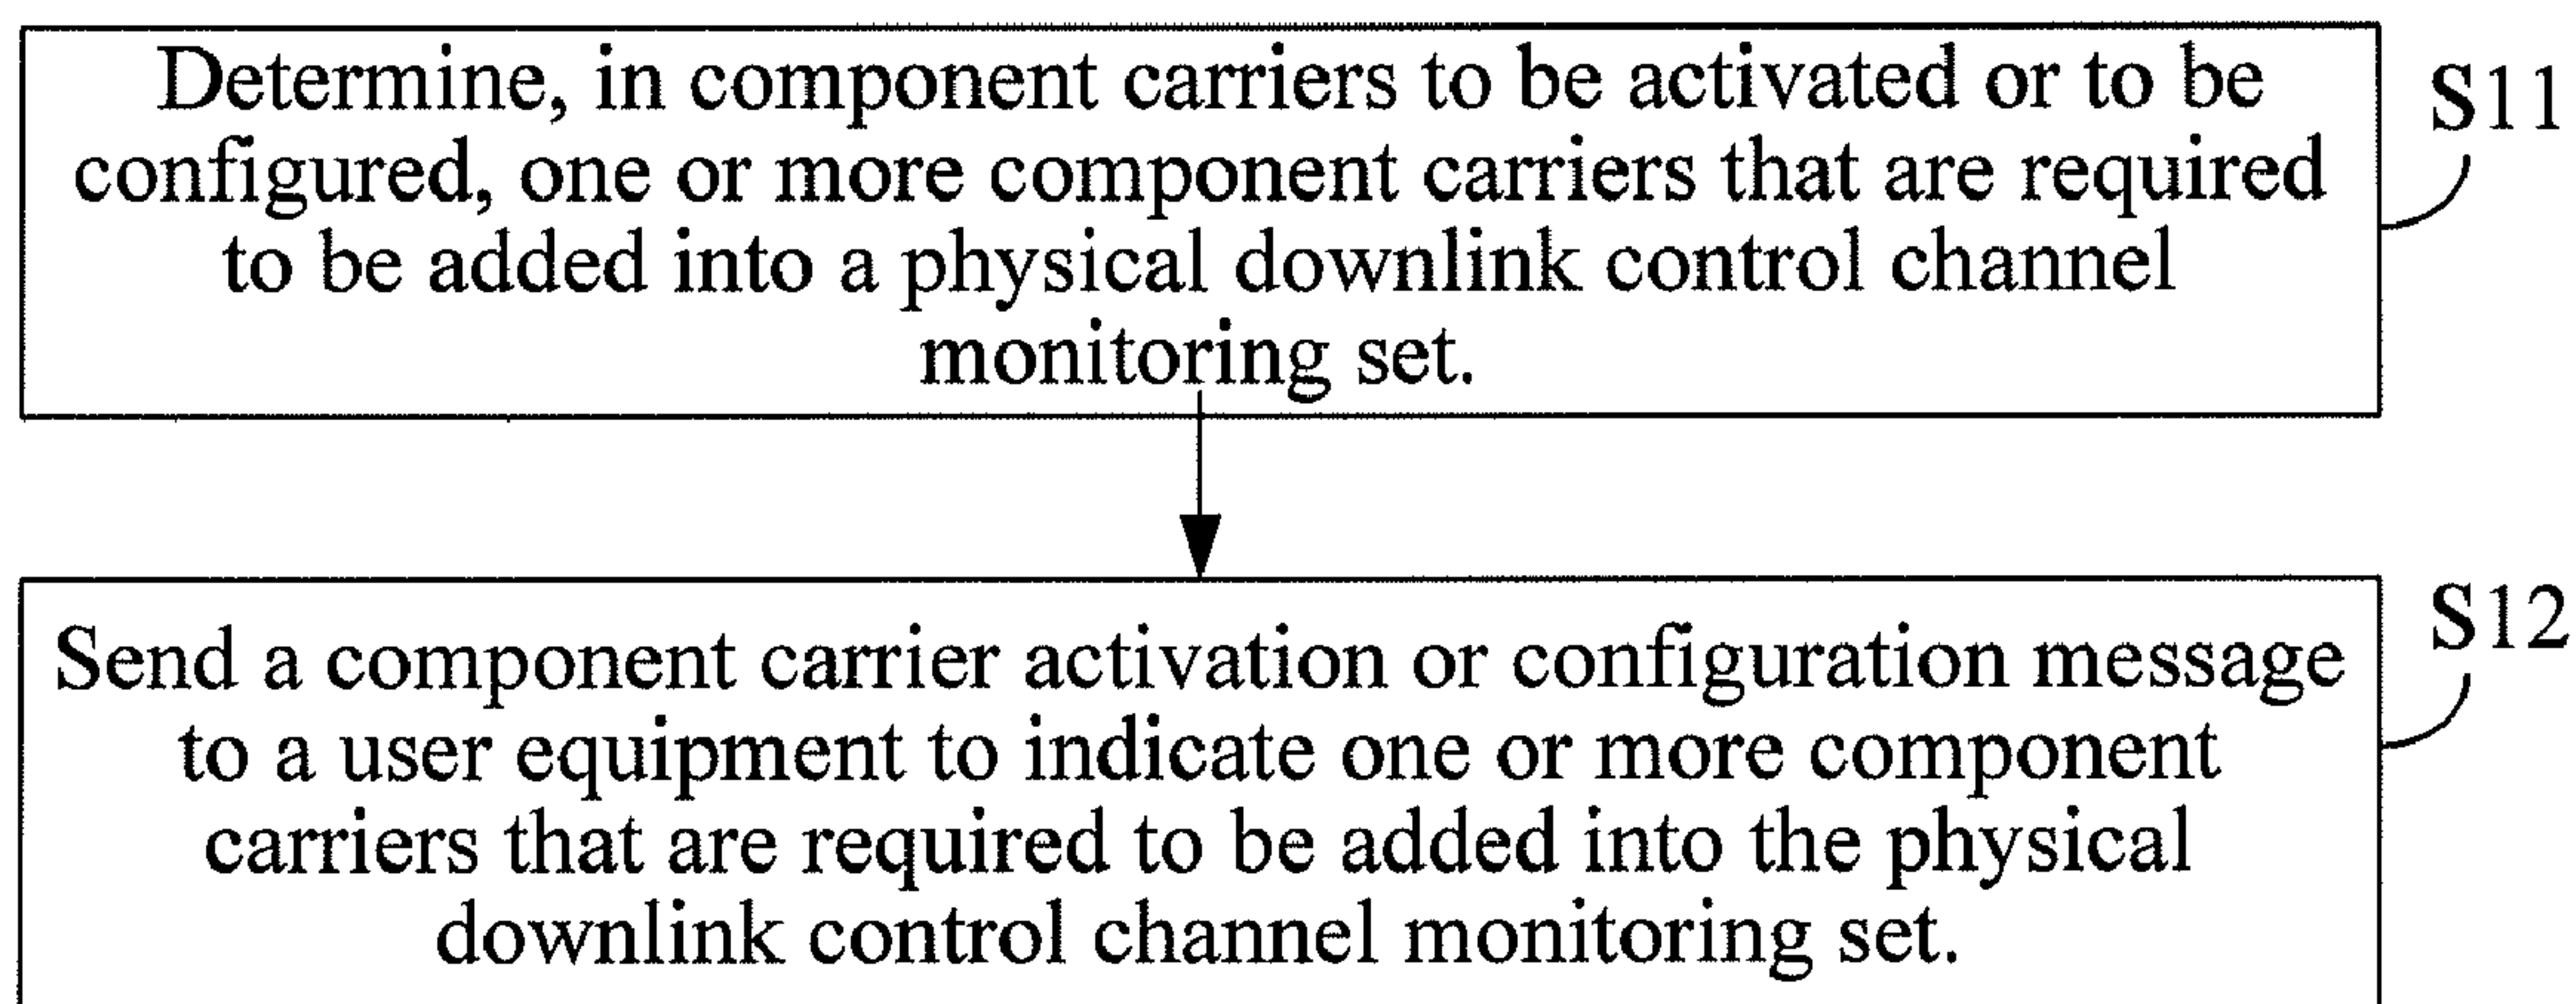 Determine, in component carriers to be activated or to be
configured, one or more component carriers that are required
to be added into a physical downlink control channel
monitoring set.
S11
Send a component carrier activation or configuration message
to a user equipment to indicate one or more component
carriers that are required to be added into the physical
downlink control channel monitoring set.
S12